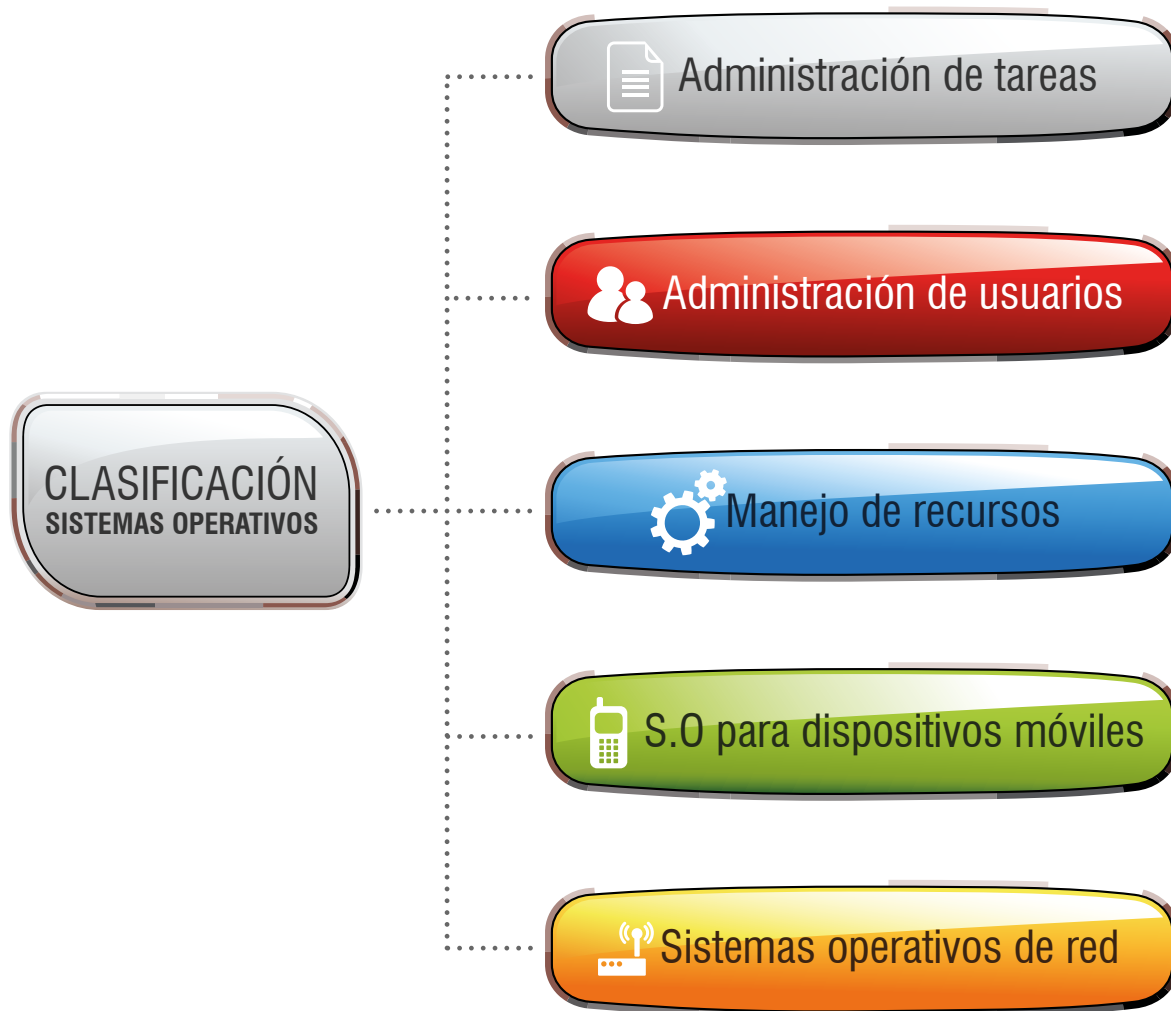 Administración de tareas
Administración de usuarios
CLASIFICACIÓN
SISTEMAS OPERATIVOS
Manejo de recursos
S.O para dispositivos móviles
Sistemas operativos de red